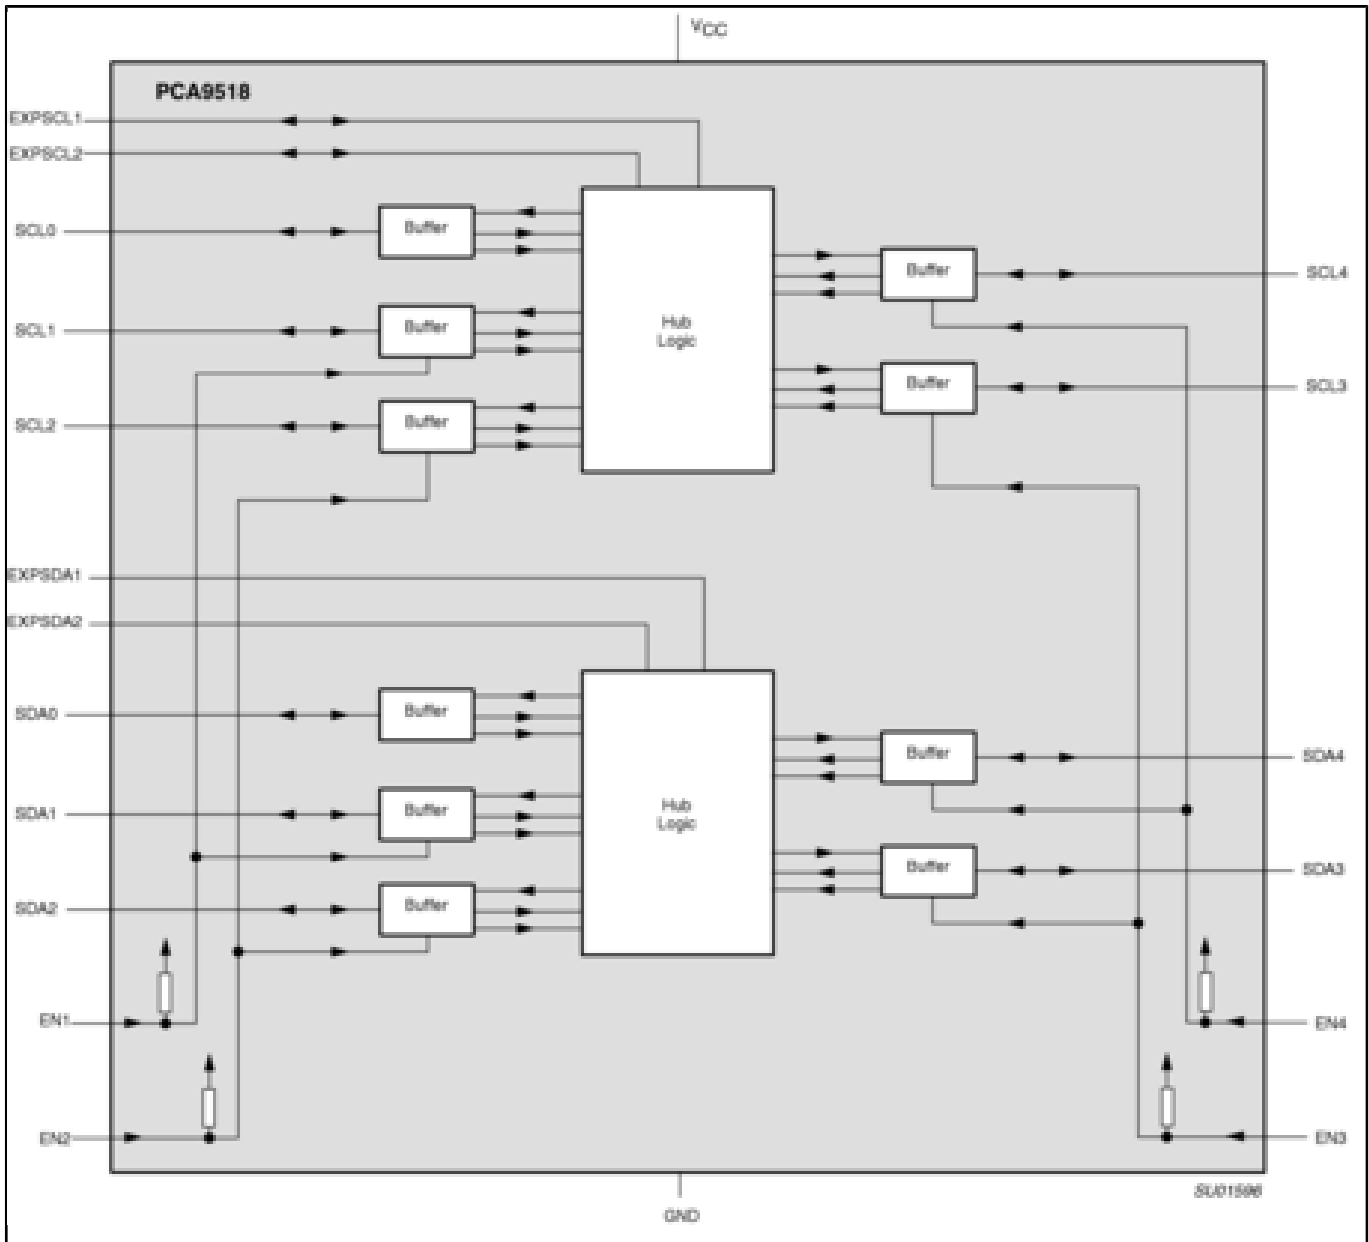 VCC
PCA9518
EXPSCL1
EXPSCL2
SCL0
Buffer
Buffer
SCL4
SCL1
Buffer
Hub
Logic
Buffer
SCL3
SCL2
Buffer
EXPSDA1
EXPSDA2
SDA0
Buffer
Buffer
SDA4
SDA1
Buffer
Hub
Logic
Buffer
SDA3
SDA2
Buffer
EN1
EN4
EN2
EN3
SU01596
GND